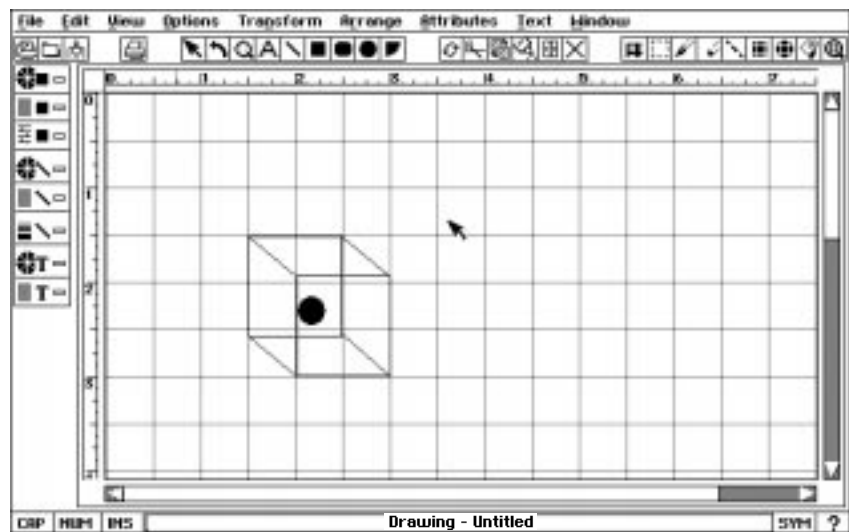 File Edit View Options Transform Arrange Attributes Text Window
A
0 1 2 3 4 5 6 7
0
1
T
2
T
3
CAP NUM INS Drawing - Untitled SYM ?